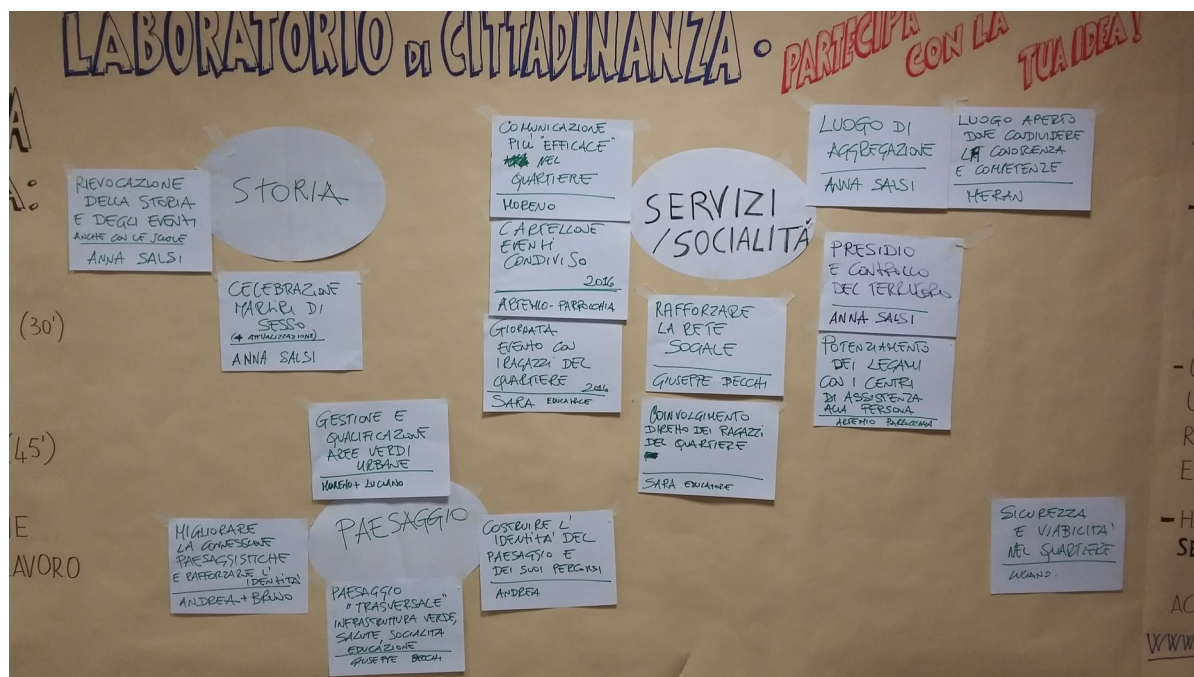 LABORATORIO DI CITTADINANZA • PARTECIPA
CON LA
TUA IDEA!
A:
(30')
(45')
AVORO
STORIA
RIEVOCAZIONE
DELLA STORIA
E DEGLI EVENTI
ANCHE CON LE SCUOLE
ANNA SALSI
CELEBRAZIONE
MARTIRI DI
SESSO
(→ ATTUALIZZAZIONE)
ANNA SALSI
COMUNICAZIONE
PIÙ "EFFICACE"
NEL
QUARTIERE
MORENO
CARTELLONE
EVENTI
CONDIVISO
2016
ARTEMIO - PARROCCHIA
GIORNATA
EVENTO CON
I RAGAZZI DEL
QUARTIERE 2016
SARA EDUCATRICE
SERVIZI
/SOCIALITÀ
RAFFORZARE
LA RETE
SOCIALE
GIUSEPPE BECCHI
COINVOLGIMENTO
DIRETTO DEI RAGAZZI
DEL QUARTIERE
SARA EDUCATORE
LUOGO DI
AGGREGAZIONE
ANNA SALSI
LUOGO APERTO
DOVE CONDIVIDERE
LA CONOSCENZA
E COMPETENZE
MERAN
PRESIDIO
E CONTROLLO
DEL TERRITORIO
ANNA SALSI
POTENZIAMENTO
DEI LEGAMI
CON I CENTRI
DI ASSISTENZA
ALLA PERSONA
ARTEMIO PARROCCHIA
GESTIONE E
QUALIFICAZIONE
AREE VERDI
URBANE
MORENO + LUCIANO
PAESAGGIO
MIGLIORARE
LA CONNESSIONE
PAESAGGISTICHE
E RAFFORZARNE L'
IDENTITÀ
ANDREA + BRUNO
PAESAGGIO
"TRASVERSALE"
INFRASTRUTTURA VERDE,
SALUTE, SOCIALITÀ
EDUCAZIONE
GIUSEPPE BECCHI
COSTRUIRE L'
IDENTITÀ DEL
PAESAGGIO E
DEI SUOI PERCORSI
ANDREA
SICUREZZA
E VIABILITA'
NEL QUARTIERE
LUCIANO.
WWW